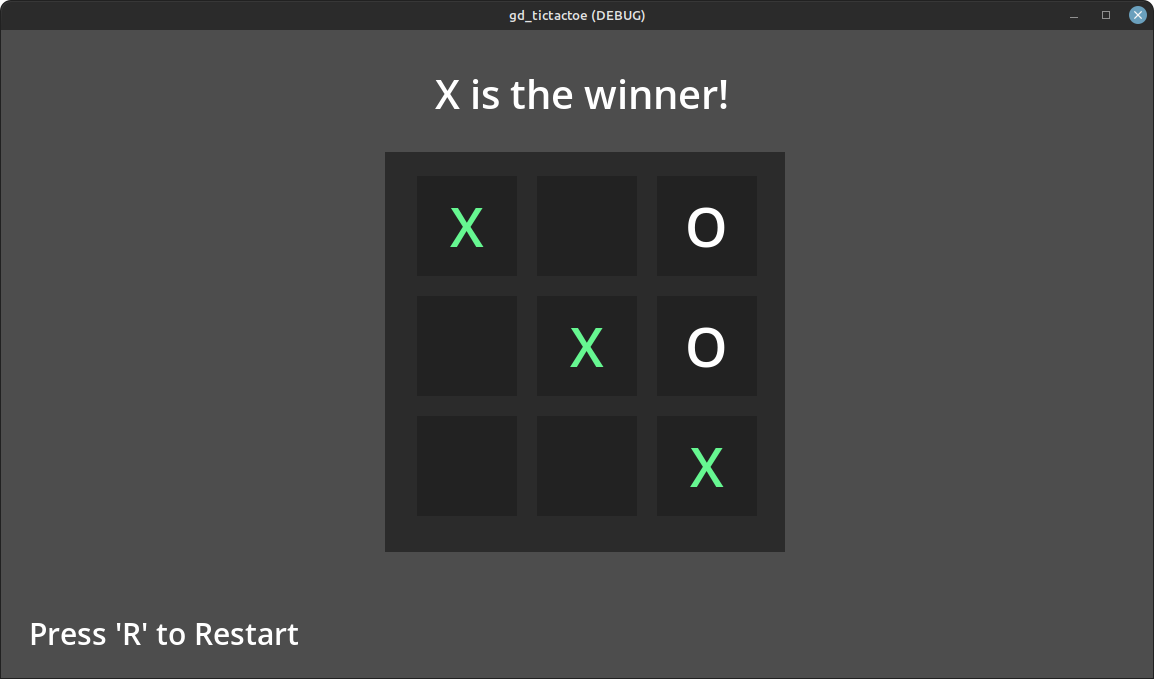 gd_tictactoe (DEBUG)
X is the winner!
X O
X O
X
Press 'R' to Restart